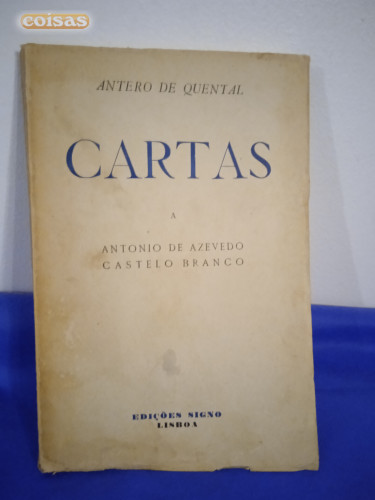 coisas
ANTERO DE QUENTAL
CARTAS
A
ANTONIO DE AZEVEDO
CASTELO BRANCO
EDIÇÕES SIGNO
LISBOA